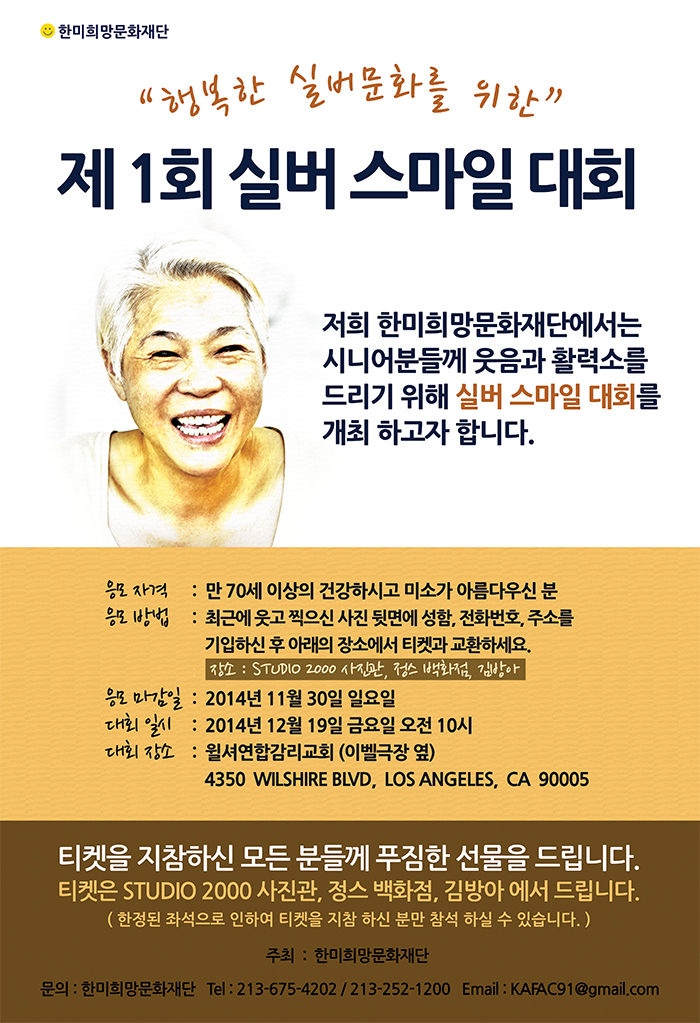 한미희망문화재단
“행복한 실버문화를 위한”
제 1회 실버 스마일 대회
저희 한미희망문화재단에서는
시니어분들께 웃음과 활력소를
드리기 위해 실버 스마일 대회를
개최 하고자 합니다.
응모 자격 : 만 70세 이상의 건강하시고 미소가 아름다우신 분
응모 방법 : 최근에 웃고 찍으신 사진 뒷면에 성함, 전화번호, 주소를
기입하신 후 아래의 장소에서 티켓과 교환하세요.
장소 : STUDIO 2000 사진관, 정스 백화점, 김방아
응모 마감일 : 2014년 11월 30일 일요일
대회 일시 : 2014년 12월 19일 금요일 오전 10시
대회 장소 : 윌셔연합감리교회 (이벨극장 옆)
4350 WILSHIRE BLVD, LOS ANGELES, CA 90005
티켓을 지참하신 모든 분들께 푸짐한 선물을 드립니다.
티켓은 STUDIO 2000 사진관, 정스 백화점, 김방아 에서 드립니다.
( 한정된 좌석으로 인하여 티켓을 지참 하신 분만 참석 하실 수 있습니다. )
주최 : 한미희망문화재단
문의 : 한미희망문화재단 Tel : 213-675-4202 / 213-252-1200 Email : KAFAC91@gmail.com